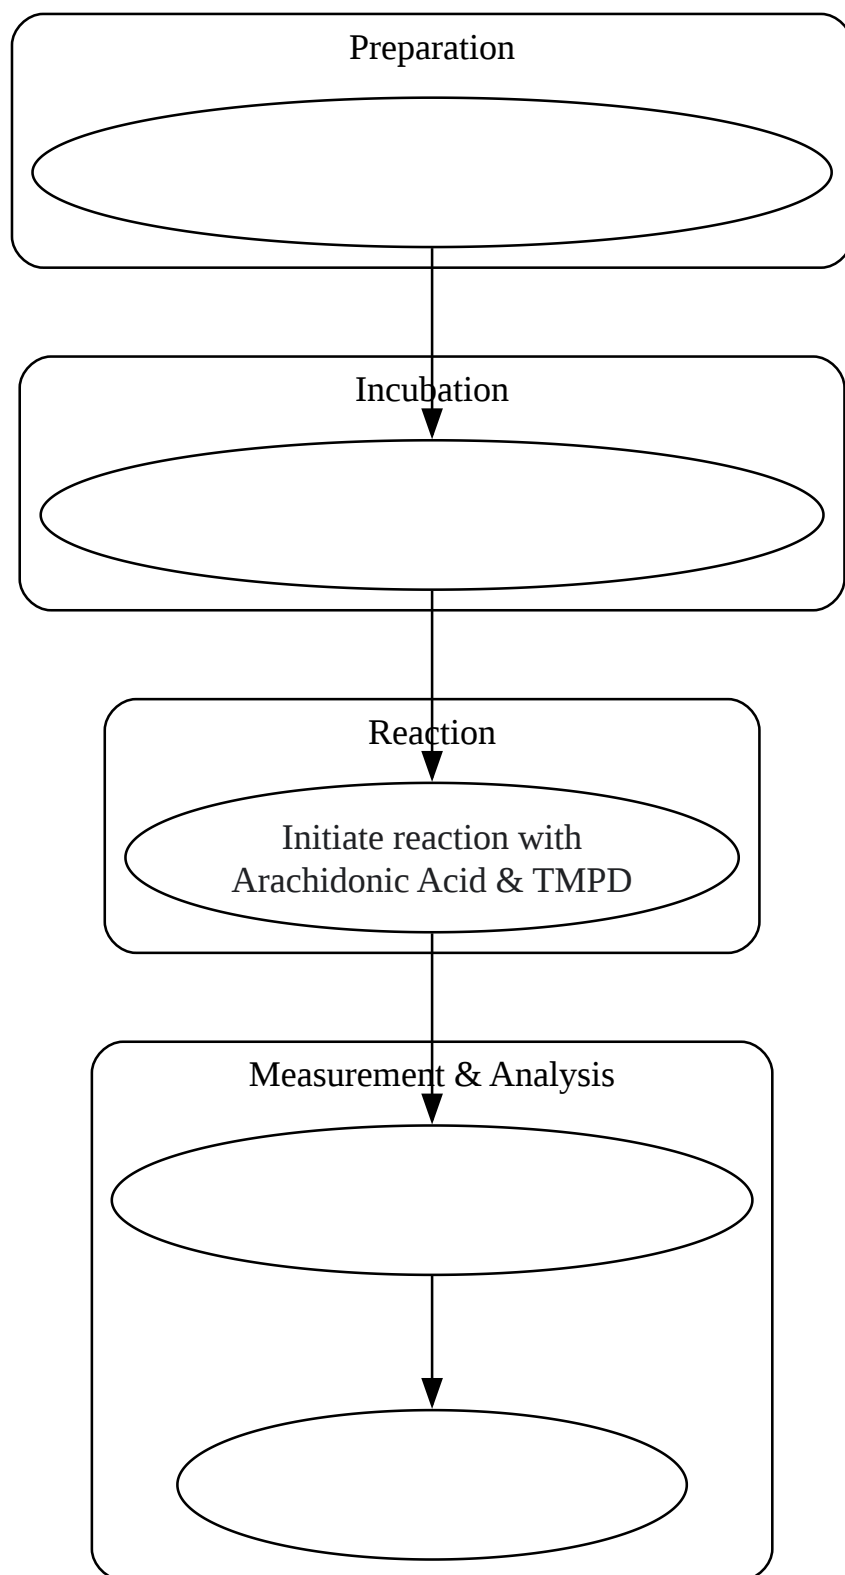 Preparation
Incubation
Reaction
Initiate reaction with
Arachidonic Acid & TMPD
Measurement & Analysis